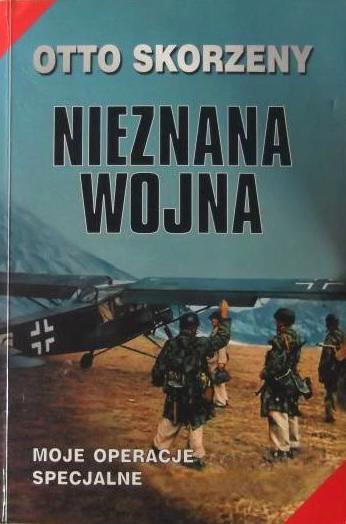 OTTO SKORZENY
NIEZNANA
WOJNA
MOJE OPERACJE
SPECJALNE